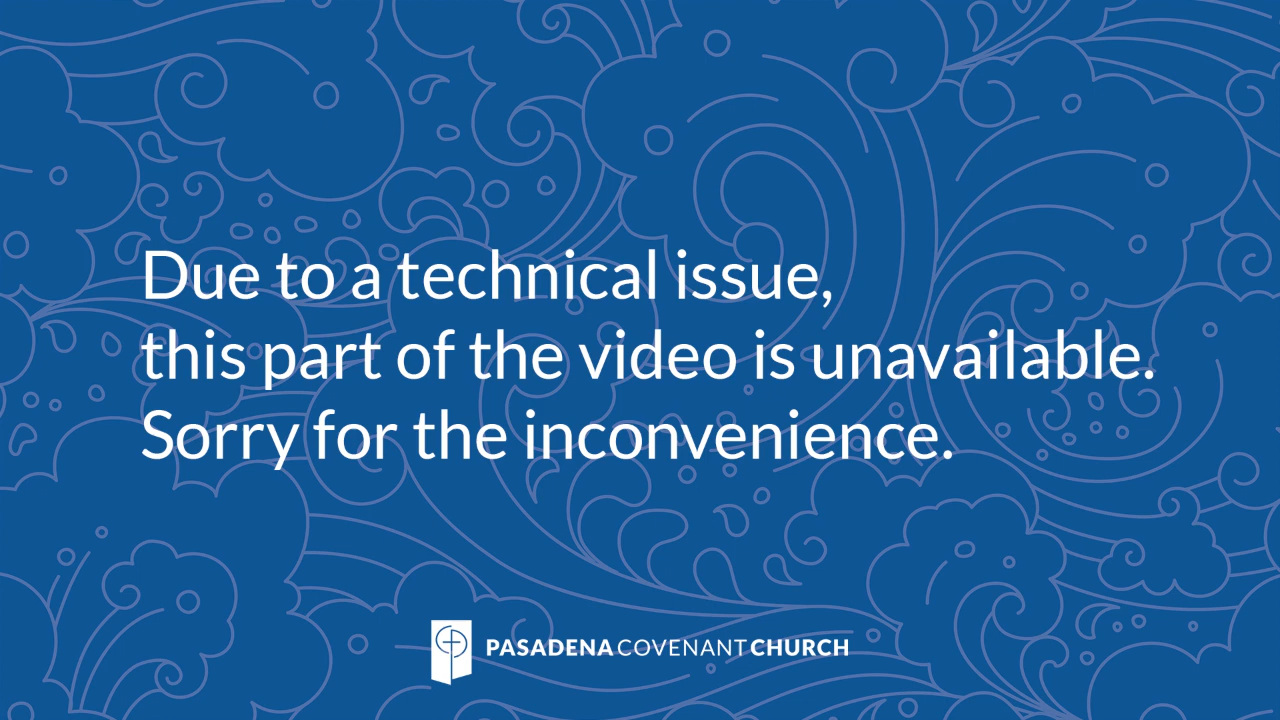 Due to a technical issue,
this part of the video is unavailable.
Sorry for the inconvenience.
PASADENA COVENANT CHURCH